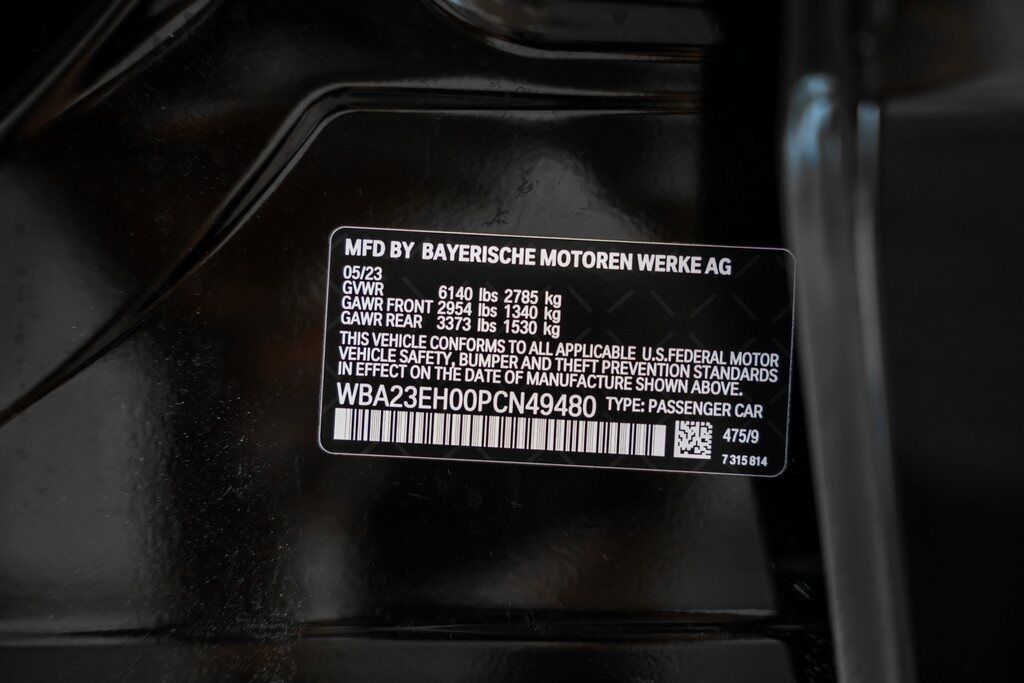 MFD BY BAYERISCHE MOTOREN WERKE AG
05/23
GVWR 6140 lbs 2785 kg
GAWR FRONT 2954 lbs 1340 kg
GAWR REAR 3373 lbs 1530 kg
THIS VEHICLE CONFORMS TO ALL APPLICABLE U.S.FEDERAL MOTOR
VEHICLE SAFETY, BUMPER AND THEFT PREVENTION STANDARDS
IN EFFECT ON THE DATE OF MANUFACTURE SHOWN ABOVE.
WBA23EH00PCN49480 TYPE: PASSENGER CAR
475/9
7 315 814